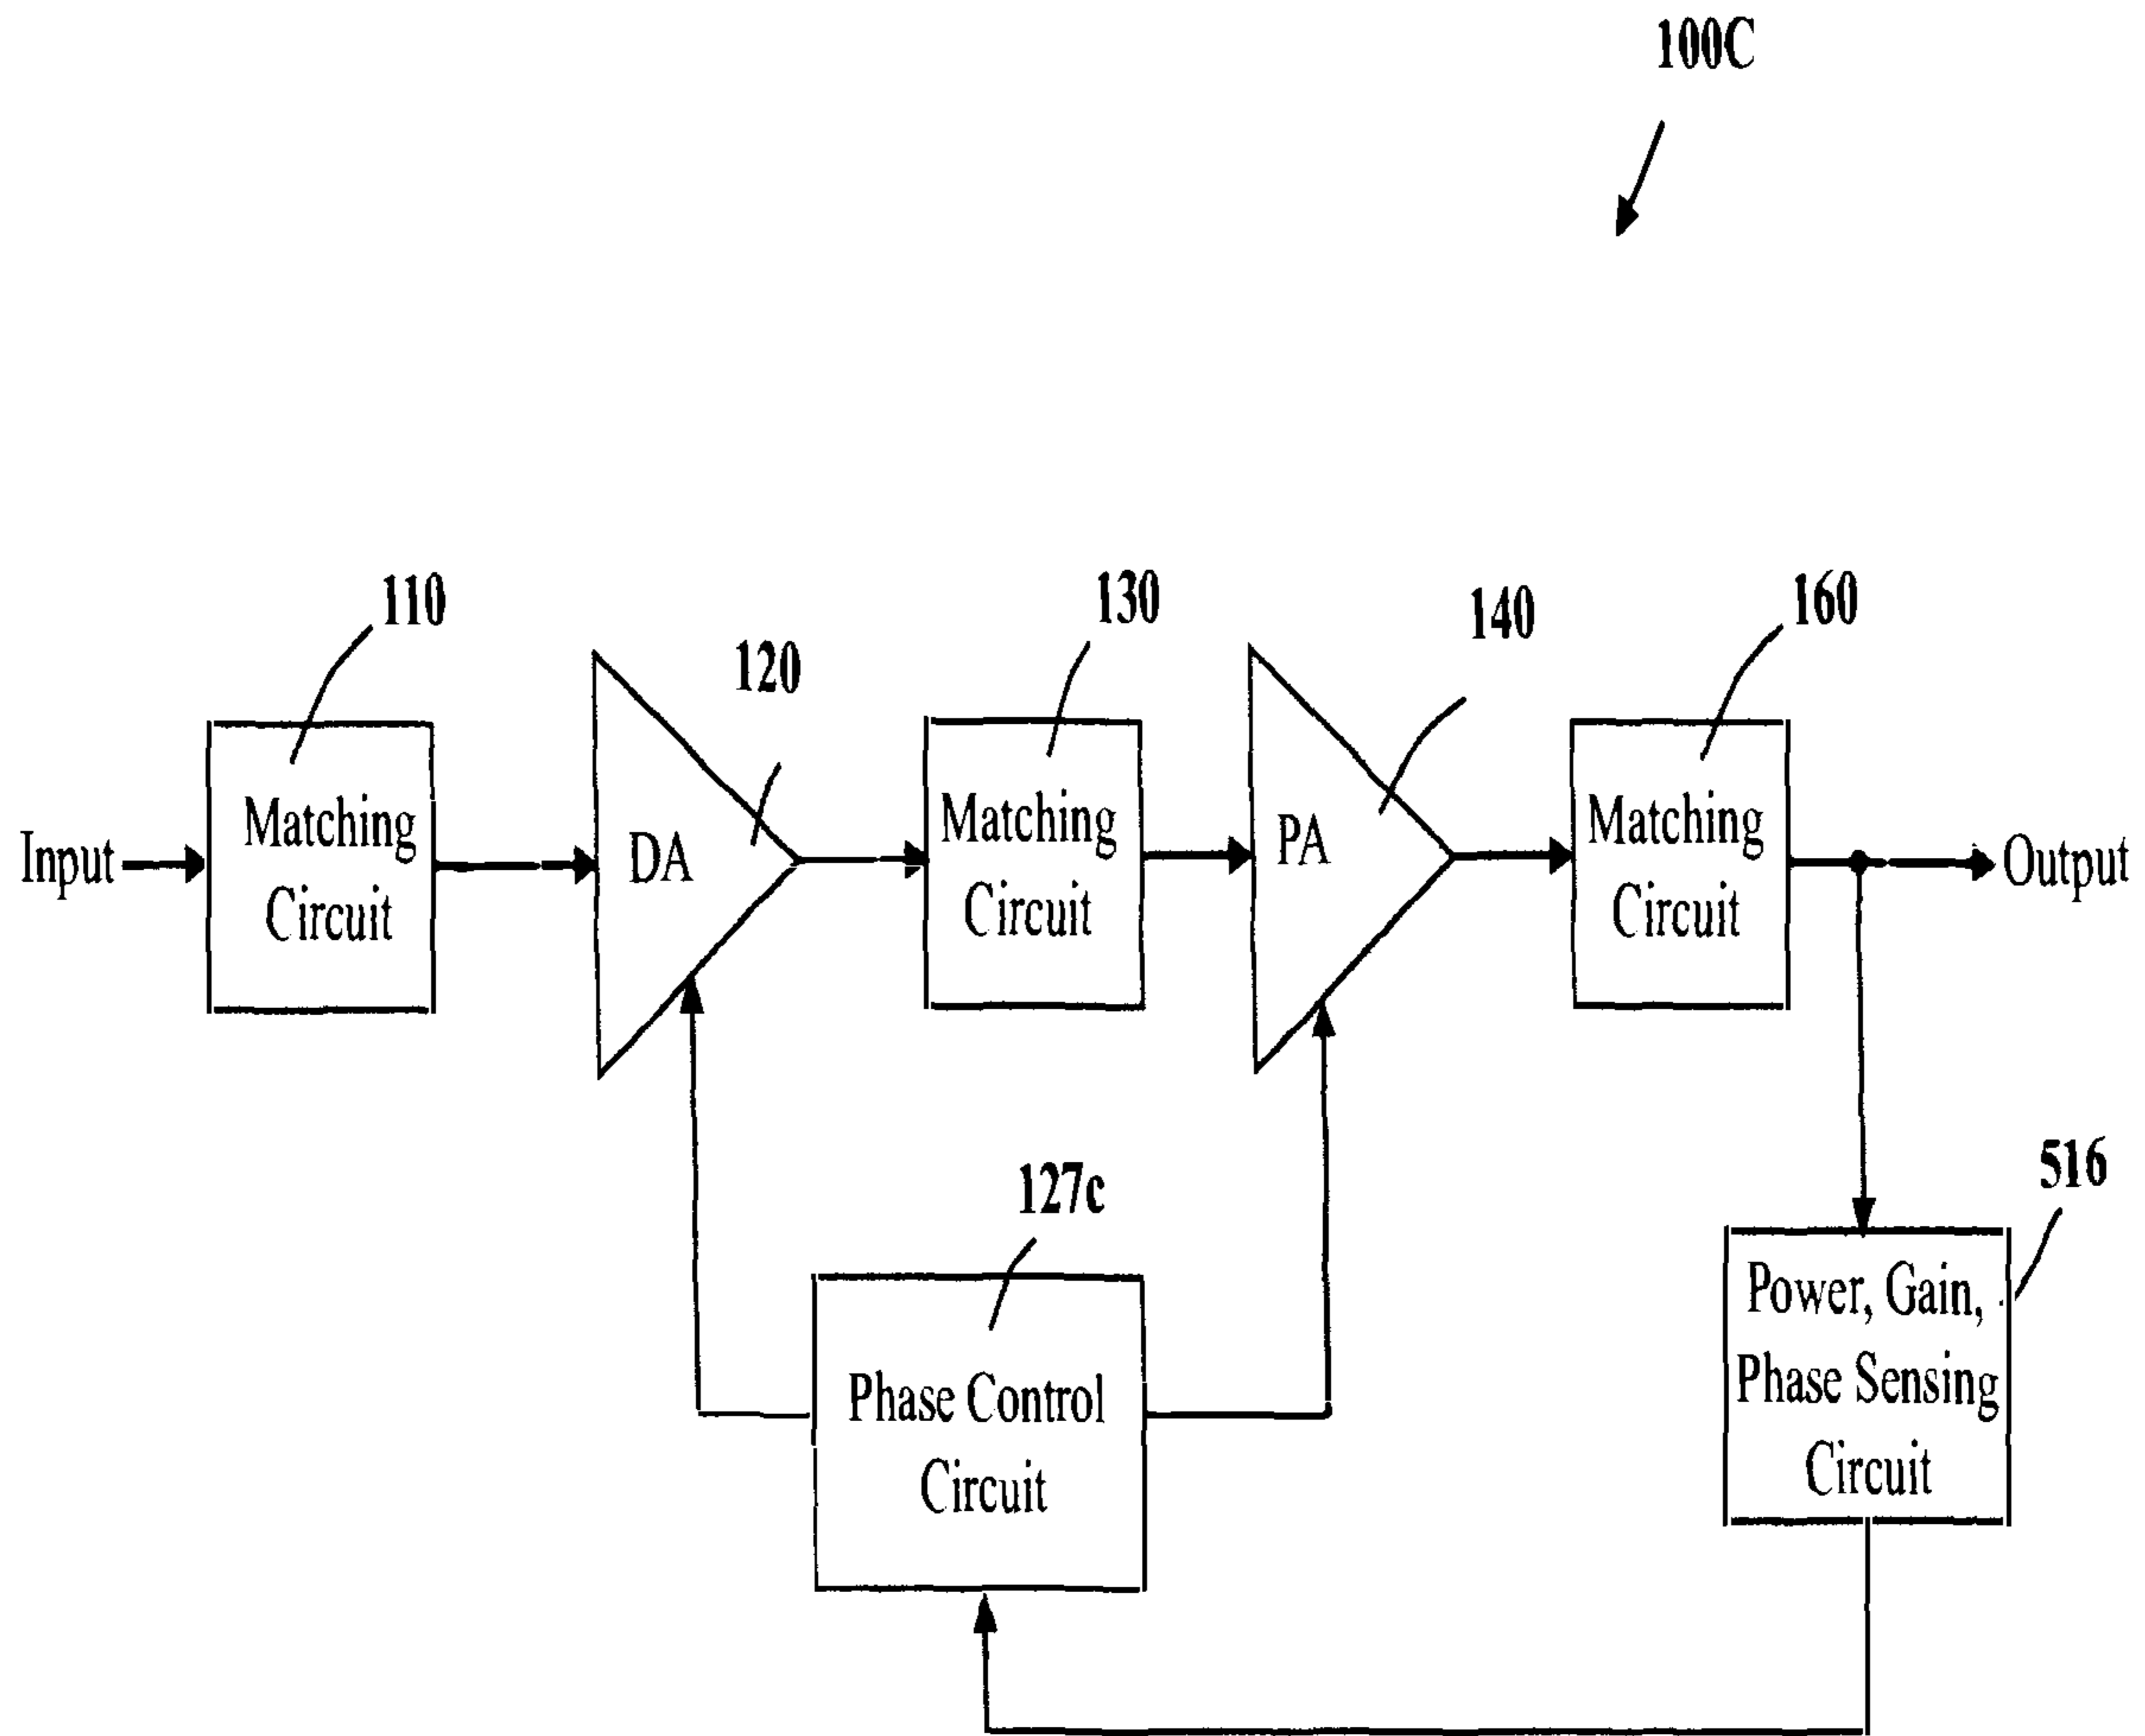 100C
110
120
130
140
160
Input
Matching
Circuit
DA
Matching
Circuit
PA
Matching
Circuit
Output
127c
516
Phase Control
Circuit
Power, Gain,
Phase Sensing
Circuit